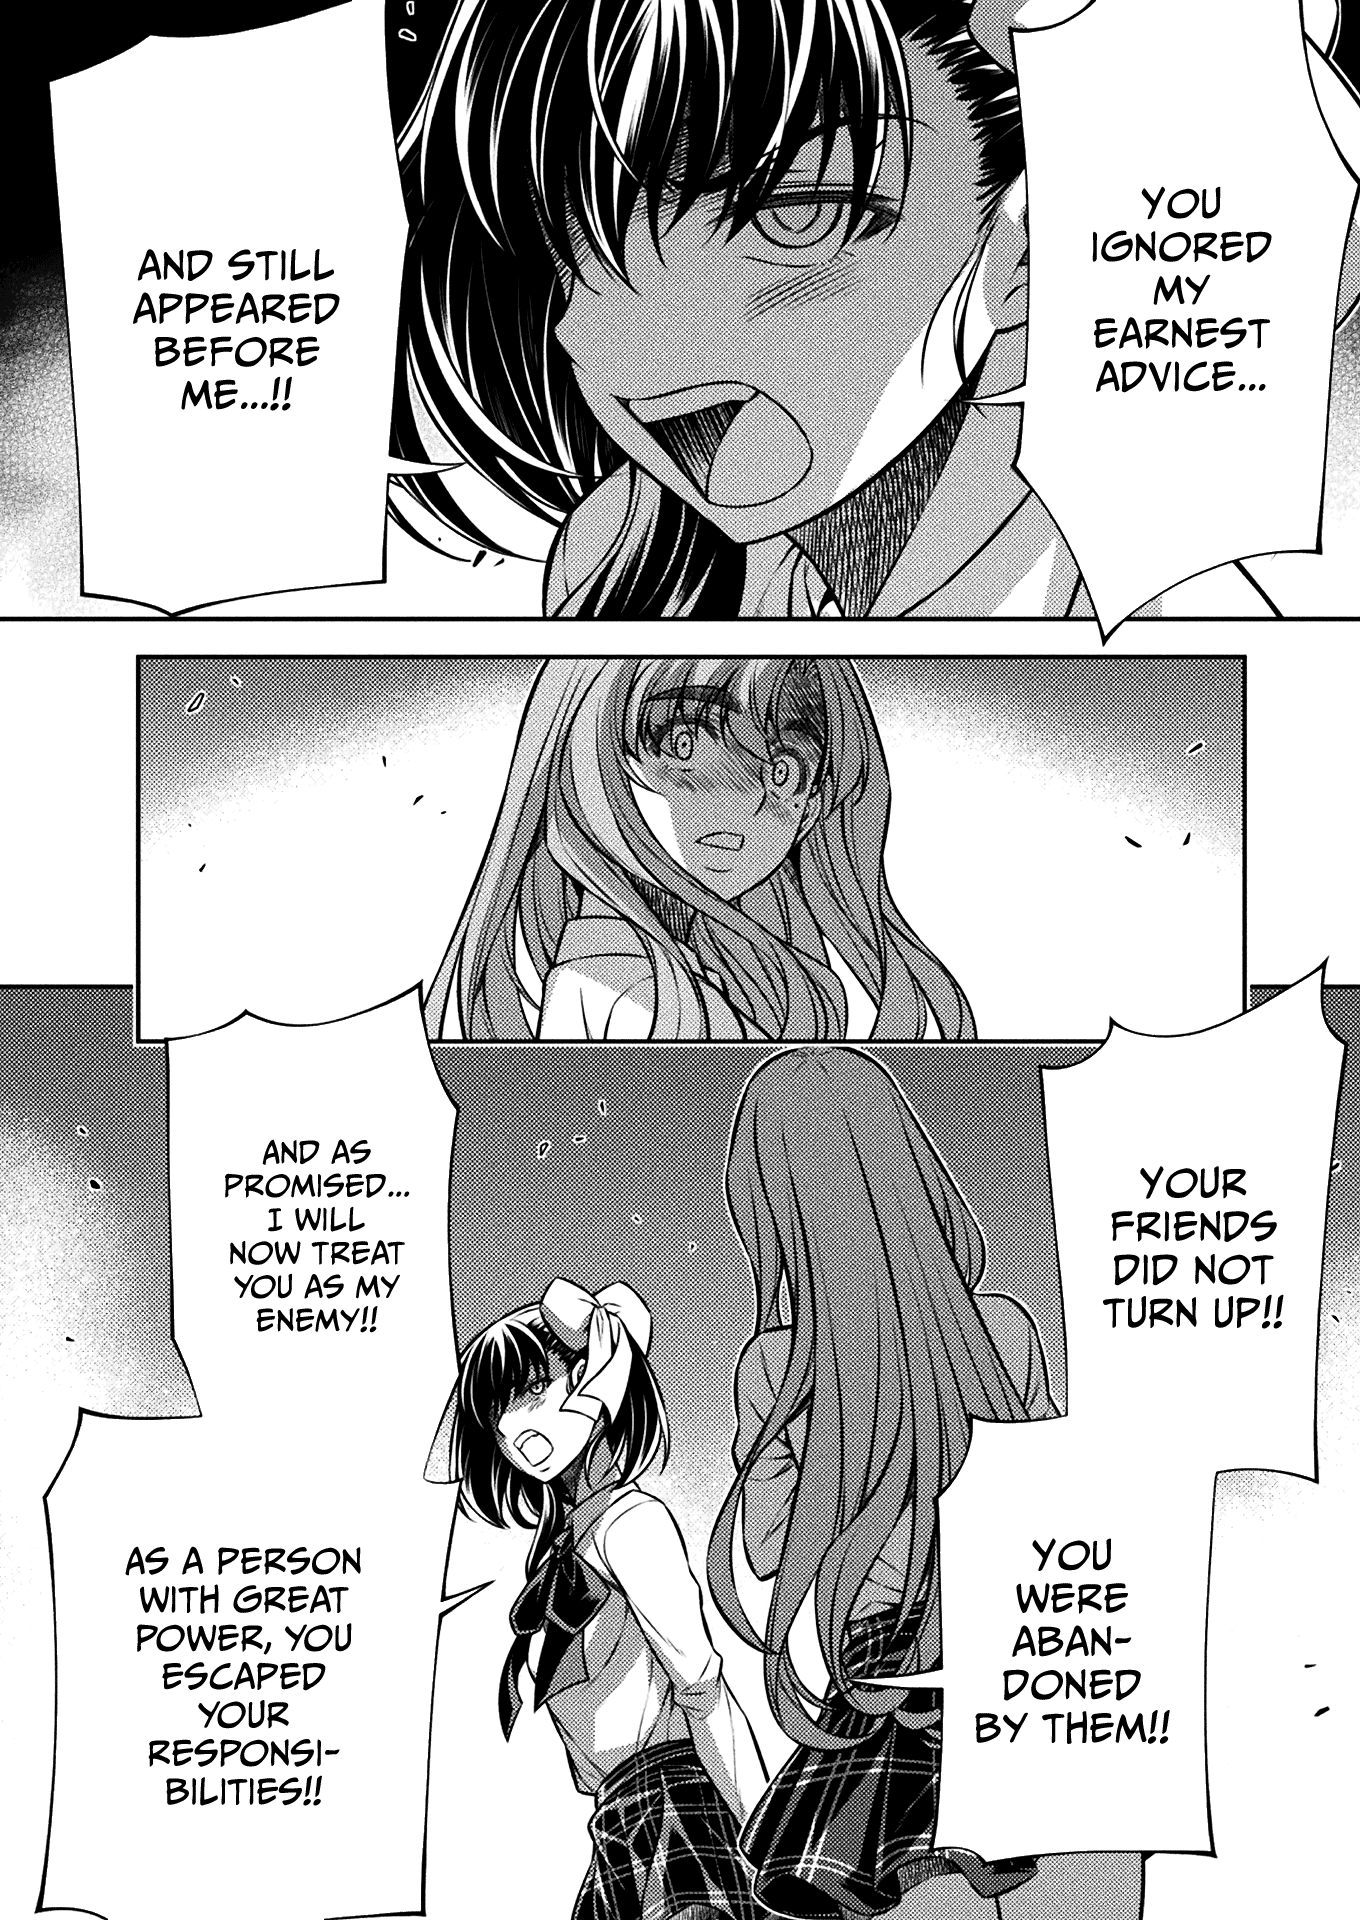 YOU
IGNORED
MY
EARNEST
ADVICE...
AND STILL
APPEARED
BEFORE
ME...!!
YOUR
FRIENDS
DID NOT
TURN UP!!
YOU
WERE
ABAN-
DONED
BY THEM!!
AND AS
PROMISED...
I WILL
NOW TREAT
YOU AS MY
ENEMY!!
AS A PERSON
WITH GREAT
POWER, YOU
ESCAPED
YOUR
RESPONSI-
BILITIES!!